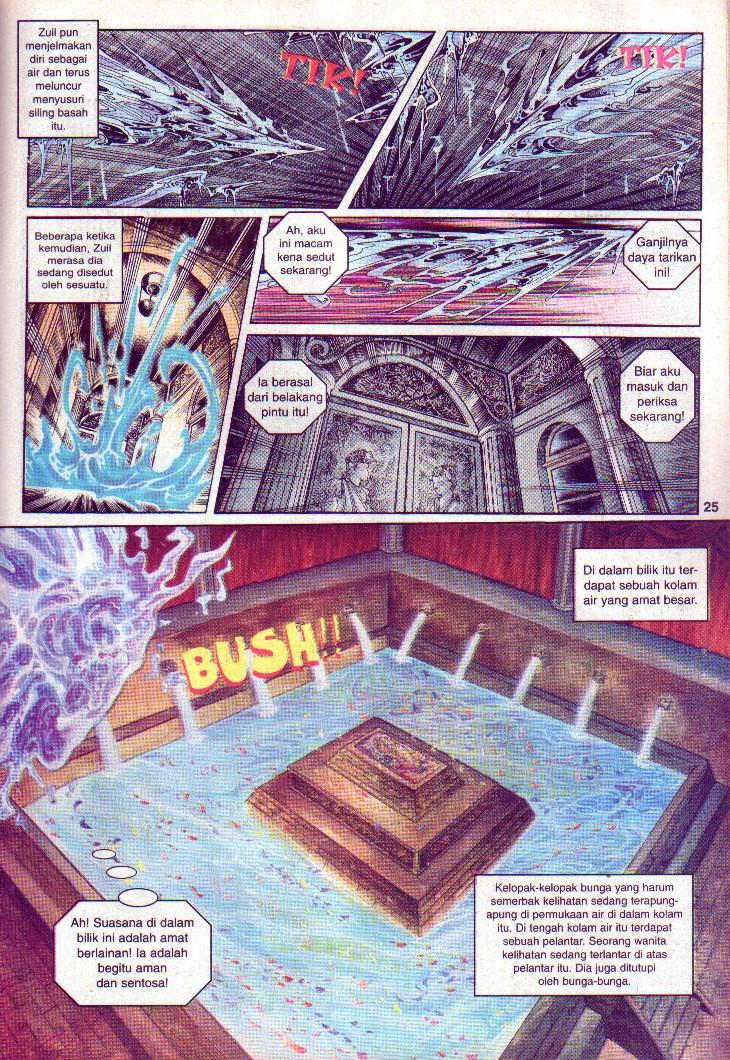 Zuil pun
menjelmakan
diri sebagai
air dan terus
meluncur
menyusuri
siling basah
itu.
TIK!
TIK!
Beberapa ketika
kemudian, Zuil
merasa dia
sedang disedut
oleh sesuatu.
Ah, aku
ini macam
kena sedut
sekarang!
Ganjilnya
daya tarikan
ini!
Ia berasal
dari belakang
pintu itu!
Biar aku
masuk dan
periksa
sekarang!
25
Di dalam bilik itu ter-
dapat sebuah kolam
air yang amat besar.
BUSH!!
Ah! Suasana di dalam
bilik ini adalah amat
berlainan! Ia adalah
begitu aman
dan sentosa!
Kelopak-kelopak bunga yang harum
semerbak kelihatan sedang terapung-
apung di permukaan air di dalam kolam
itu. Di tengah kolam air itu terdapat
sebuah pelantar. Seorang wanita
kelihatan sedang terlantar di atas
pelantar itu. Dia juga ditutupi
oleh bunga-bunga.